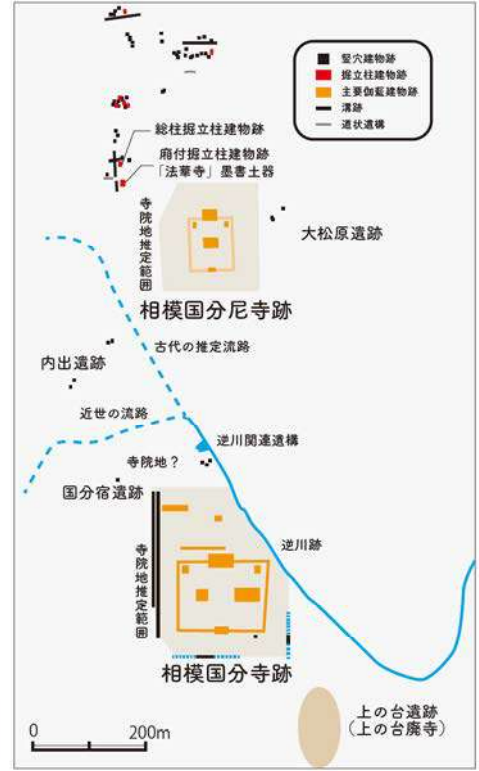 竪穴建物跡
掘立柱建物跡
主要伽藍建物跡
溝跡
道状遺構
総柱掘立柱建物跡
廂付掘立柱建物跡
「法華寺」墨書土器
寺院地推定範囲
大松原遺跡
相模国分尼寺跡
古代の推定流路
内出遺跡
近世の流路
逆川関連遺構
寺院地?
国分宿遺跡
逆川跡
寺院地推定範囲
相模国分寺跡
上の台遺跡
(上の台廃寺)
0 200m